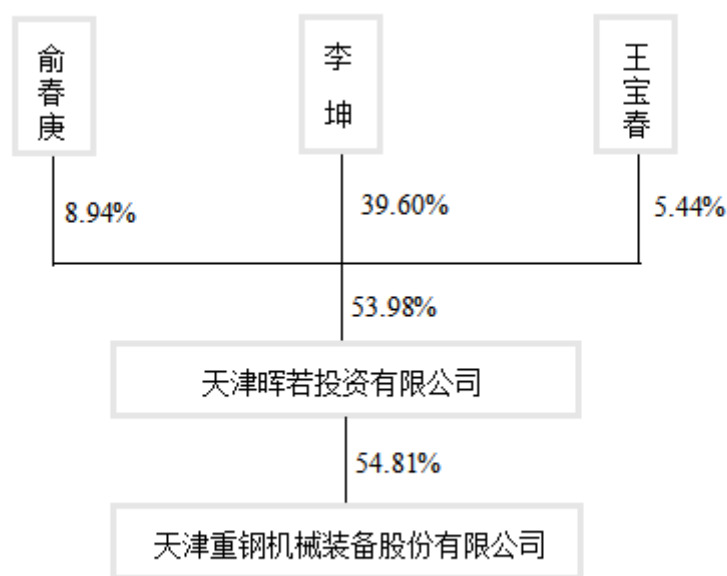 俞春庚
李坤
王宝春
8.94%
39.60%
5.44%
53.98%
天津晖若投资有限公司
54.81%
天津重钢机械装备股份有限公司